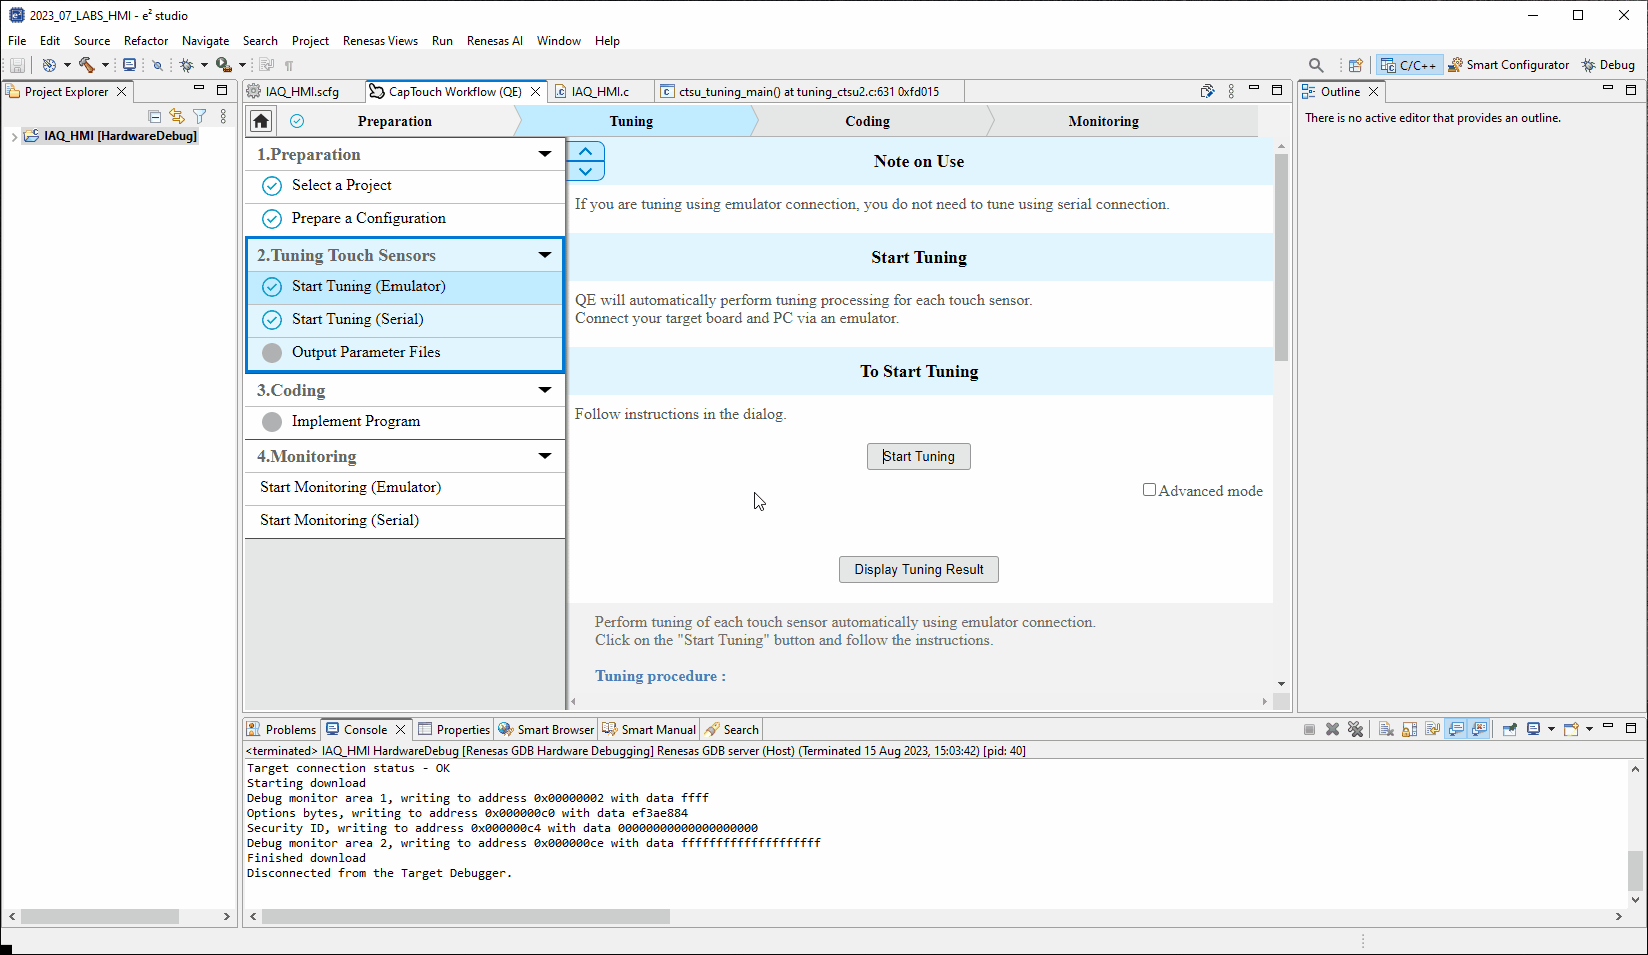 2023_07_LABS_HMI - e² studio
File Edit Source Refactor Navigate Search Project Renesas Views Run Renesas AI Window Help
C/C++ Smart Configurator Debug
Project Explorer
IAQ_HMI [HardwareDebug]
IAQ_HMI.scfg CapTouch Workflow (QE) IAQ_HMI.c ctsu_tuning_main() at tuning_ctsu2.c:631 0xfd015
Preparation Tuning Coding Monitoring
1.Preparation
Select a Project
Prepare a Configuration
2.Tuning Touch Sensors
Start Tuning (Emulator)
Start Tuning (Serial)
Output Parameter Files
3.Coding
Implement Program
4.Monitoring
Start Monitoring (Emulator)
Start Monitoring (Serial)
Note on Use
If you are tuning using emulator connection, you do not need to tune using serial connection.
Start Tuning
QE will automatically perform tuning processing for each touch sensor.
Connect your target board and PC via an emulator.
To Start Tuning
Follow instructions in the dialog.
Start Tuning
Advanced mode
Display Tuning Result
Perform tuning of each touch sensor automatically using emulator connection.
Click on the "Start Tuning" button and follow the instructions.
Tuning procedure :
Outline
There is no active editor that provides an outline.
Problems Console Properties Smart Browser Smart Manual Search
<terminated> IAQ_HMI HardwareDebug [Renesas GDB Hardware Debugging] Renesas GDB server (Host) (Terminated 15 Aug 2023, 15:03:42) [pid: 40]
Target connection status - OK
Starting download
Debug monitor area 1, writing to address 0x00000002 with data ffff
Options bytes, writing to address 0x000000c0 with data ef3ae884
Security ID, writing to address 0x000000c4 with data 00000000000000000000
Debug monitor area 2, writing to address 0x000000ce with data ffffffffffffffffffff
Finished download
Disconnected from the Target Debugger.